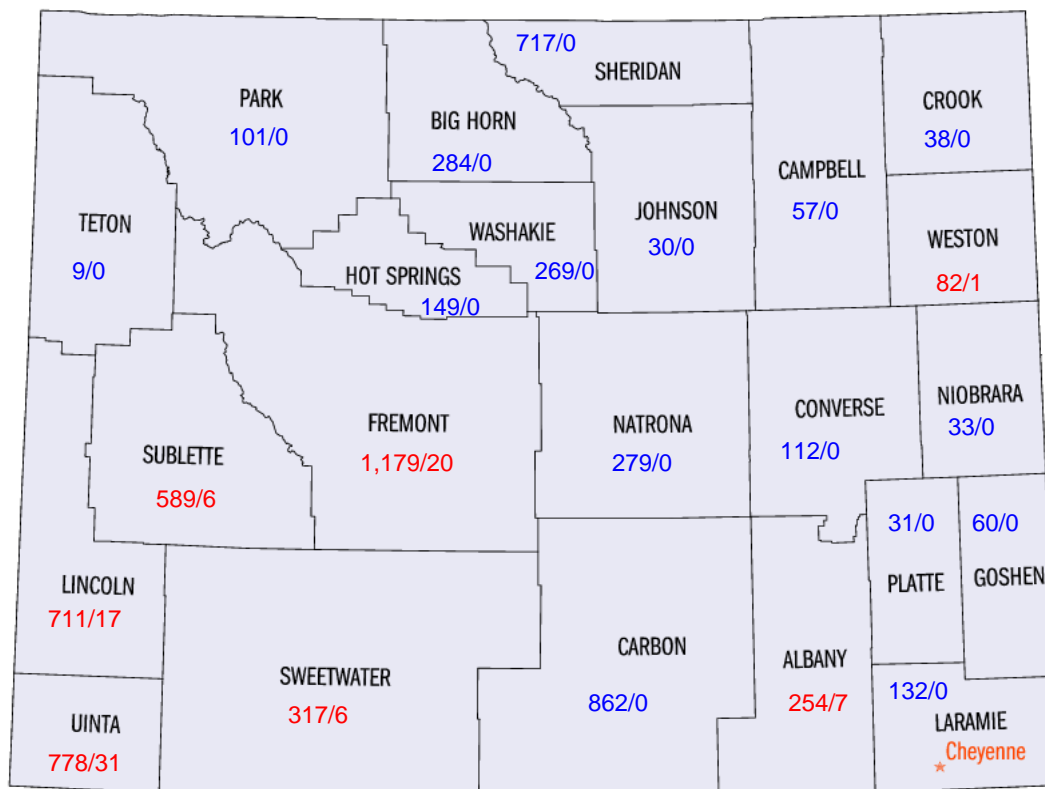 717/0
SHERIDAN
PARK
101/0
BIG HORN
284/0
CROOK
38/0
CAMPBELL
57/0
TETON
9/0
WASHAKIE
269/0
JOHNSON
30/0
WESTON
82/1
HOT SPRINGS
149/0
FREMONT
1,179/20
NATRONA
279/0
CONVERSE
112/0
NIOBRARA
33/0
SUBLETTE
589/6
31/0
PLATTE
60/0
GOSHEN
LINCOLN
711/17
SWEETWATER
317/6
CARBON
862/0
ALBANY
254/7
132/0
LARAMIE
Cheyenne
UINTA
778/31